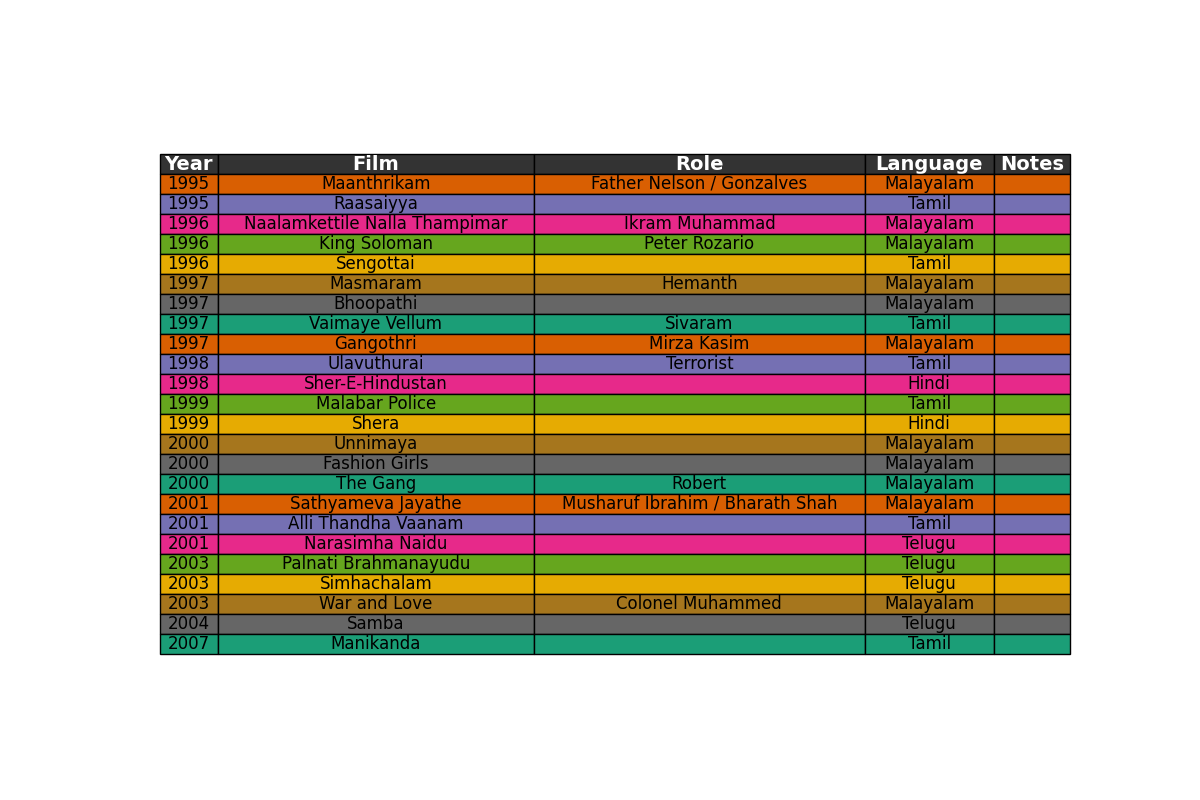 Year Film Role Language Notes
1995 Maanthrikam Father Nelson / Gonzalves Malayalam
1995 Raasaiyya Tamil
1996 Naalamkettile Nalla Thampimar Ikram Muhammad Malayalam
1996 King Soloman Peter Rozario Malayalam
1996 Sengottai Tamil
1997 Masmaram Hemanth Malayalam
1997 Bhoopathi Malayalam
1997 Vaimaye Vellum Sivaram Tamil
1997 Gangothri Mirza Kasim Malayalam
1998 Ulavuthurai Terrorist Tamil
1998 Sher-E-Hindustan Hindi
1999 Malabar Police Tamil
1999 Shera Hindi
2000 Unnimaya Malayalam
2000 Fashion Girls Malayalam
2000 The Gang Robert Malayalam
2001 Sathyameva Jayathe Musharuf Ibrahim / Bharath Shah Malayalam
2001 Alli Thandha Vaanam Tamil
2001 Narasimha Naidu Telugu
2003 Palnati Brahmanayudu Telugu
2003 Simhachalam Telugu
2003 War and Love Colonel Muhammed Malayalam
2004 Samba Telugu
2007 Manikanda Tamil